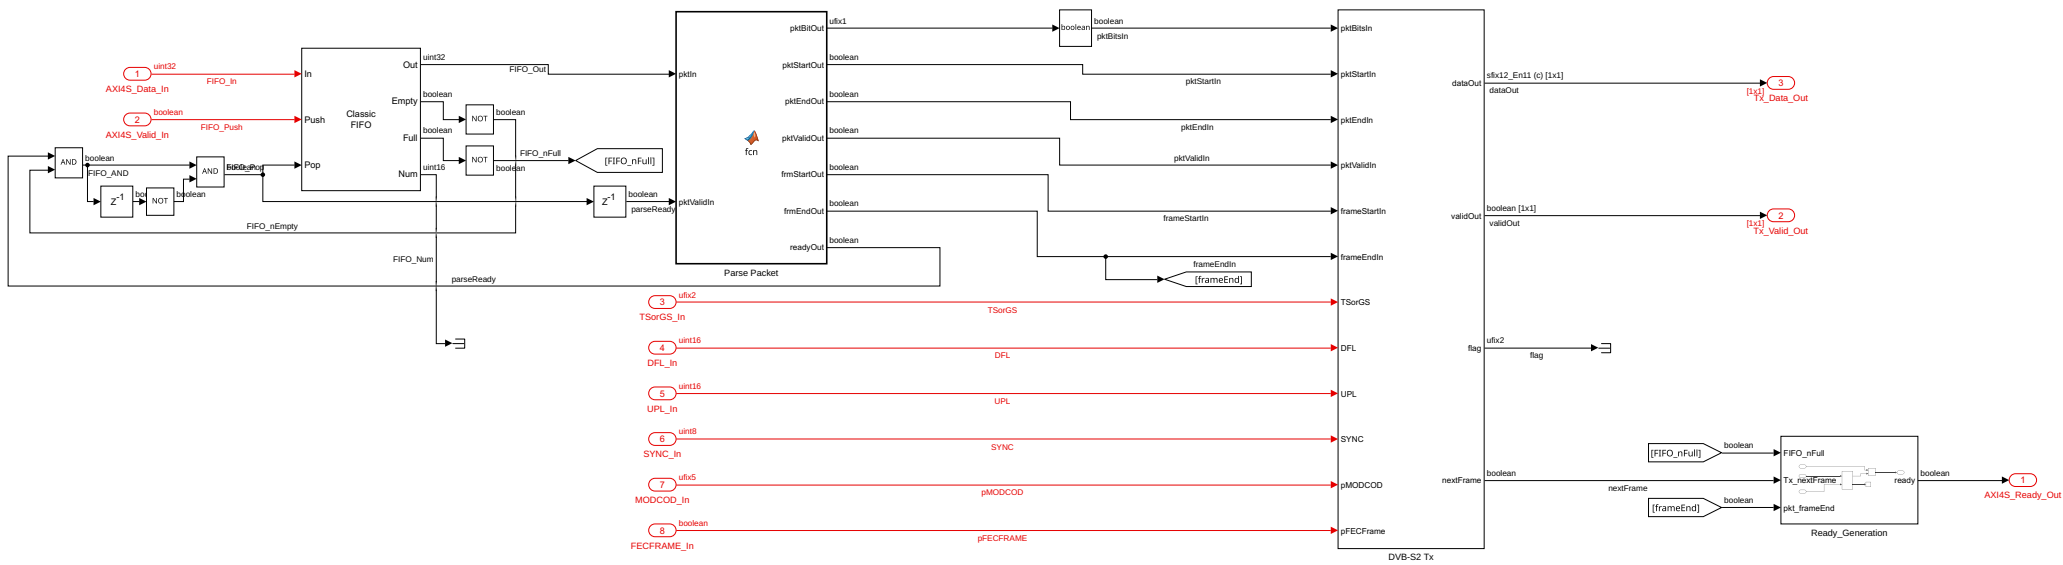 1
AXI4S_Data_In
uint32
FIFO_In
2
AXI4S_Valid_In
boolean
FIFO_Push
AND
boolean
FIFO_AND
z-1
NOT
boolean
AND
In
Push
Pop
Classic
FIFO
Out
Empty
Full
Num
uint32
FIFO_Out
boolean
NOT
boolean
boolean
NOT
FIFO_nFull
boolean
[FIFO_nFull]
uint16
FIFO_nEmpty
FIFO_Num
parseReady
z-1
boolean
parseReady
pktIn
pktValidIn
fcn
pktBitOut
pktStartOut
pktEndOut
pktValidOut
frmStartOut
frmEndOut
readyOut
Parse Packet
ufix1
boolean
boolean
boolean
boolean
boolean
boolean
boolean
boolean
pktBitsIn
pktStartIn
pktEndIn
pktValidIn
frameStartIn
frameEndIn
[frameEnd]
3
TSorGS_In
ufix2
TSorGS
4
DFL_In
uint16
DFL
5
UPL_In
uint16
UPL
6
SYNC_In
uint8
SYNC
7
MODCOD_In
ufix5
pMODCOD
8
FECFRAME_In
boolean
pFECFRAME
pktBitsIn
pktStartIn
pktEndIn
pktValidIn
frameStartIn
frameEndIn
TSorGS
DFL
UPL
SYNC
pMODCOD
pFECFrame
dataOut
validOut
flag
nextFrame
DVB-S2 Tx
sfix12_En11 (c) [1x1]
dataOut
[1x1]
3
Tx_Data_Out
boolean [1x1]
validOut
[1x1]
2
Tx_Valid_Out
ufix2
flag
boolean
nextFrame
[FIFO_nFull]
boolean
[frameEnd]
boolean
FIFO_nFull
Tx_nextFrame
pkt_frameEnd
ready
Ready_Generation
boolean
1
AXI4S_Ready_Out